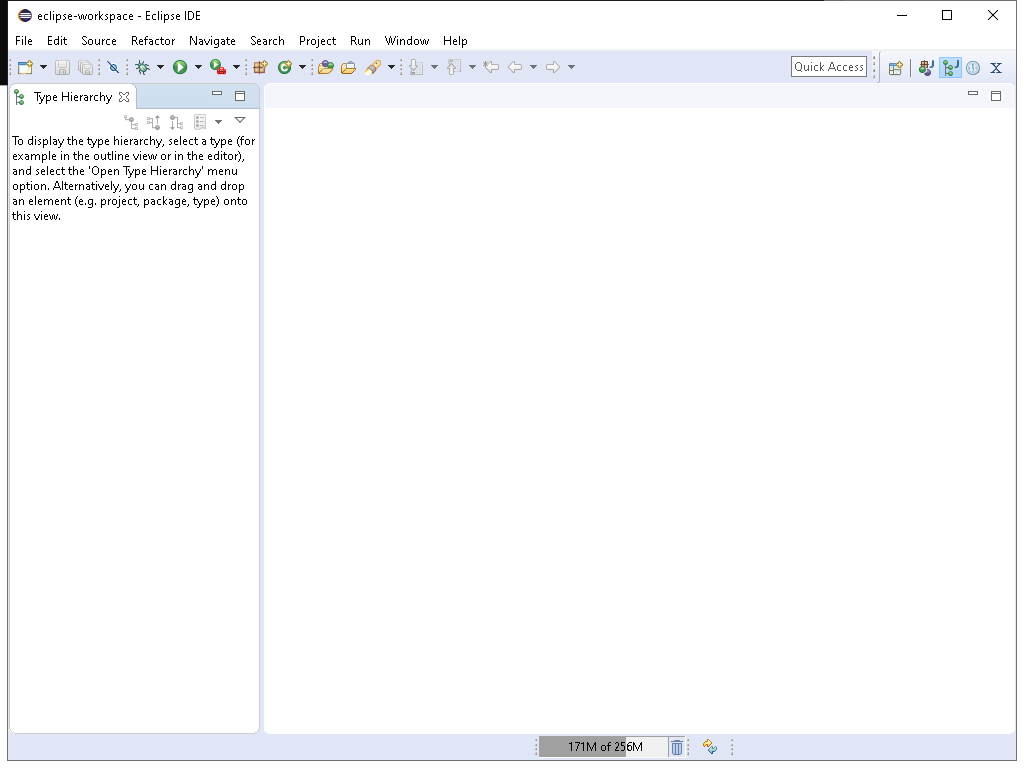 eclipse-workspace - Eclipse IDE
File Edit Source Refactor Navigate Search Project Run Window Help
Quick Access
Type Hierarchy
To display the type hierarchy, select a type (for
example in the outline view or in the editor),
and select the 'Open Type Hierarchy' menu
option. Alternatively, you can drag and drop
an element (e.g. project, package, type) onto
this view.
171M of 256M